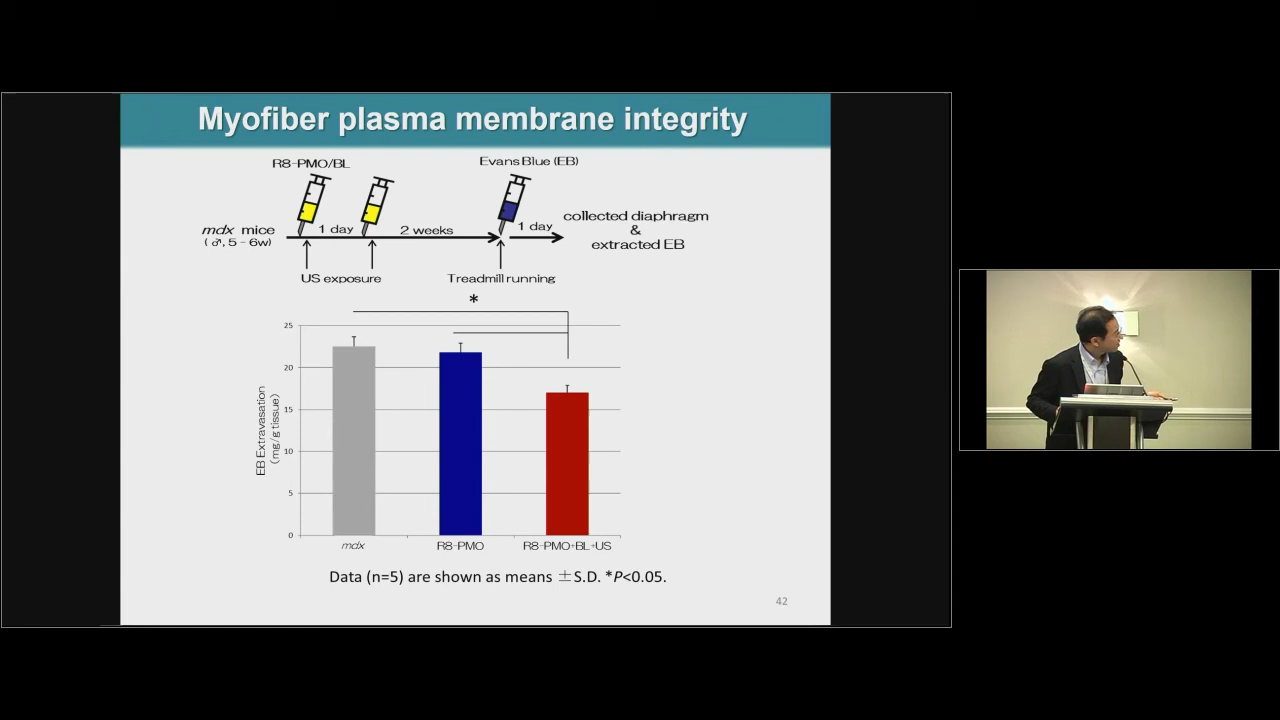 Myofiber plasma membrane integrity
R8-PMO/BL
Evans Blue (EB)
mdx mice
(♂, 5 - 6w)
1 day
2 weeks
1 day
collected diaphragm
&
extracted EB
US exposure
Treadmill running
*
EB Extravasation
(mg/g tissue)
25
20
15
10
5
0
mdx
R8-PMO
R8-PMO+BL+US
Data (n=5) are shown as means ±S.D. *P<0.05.
42